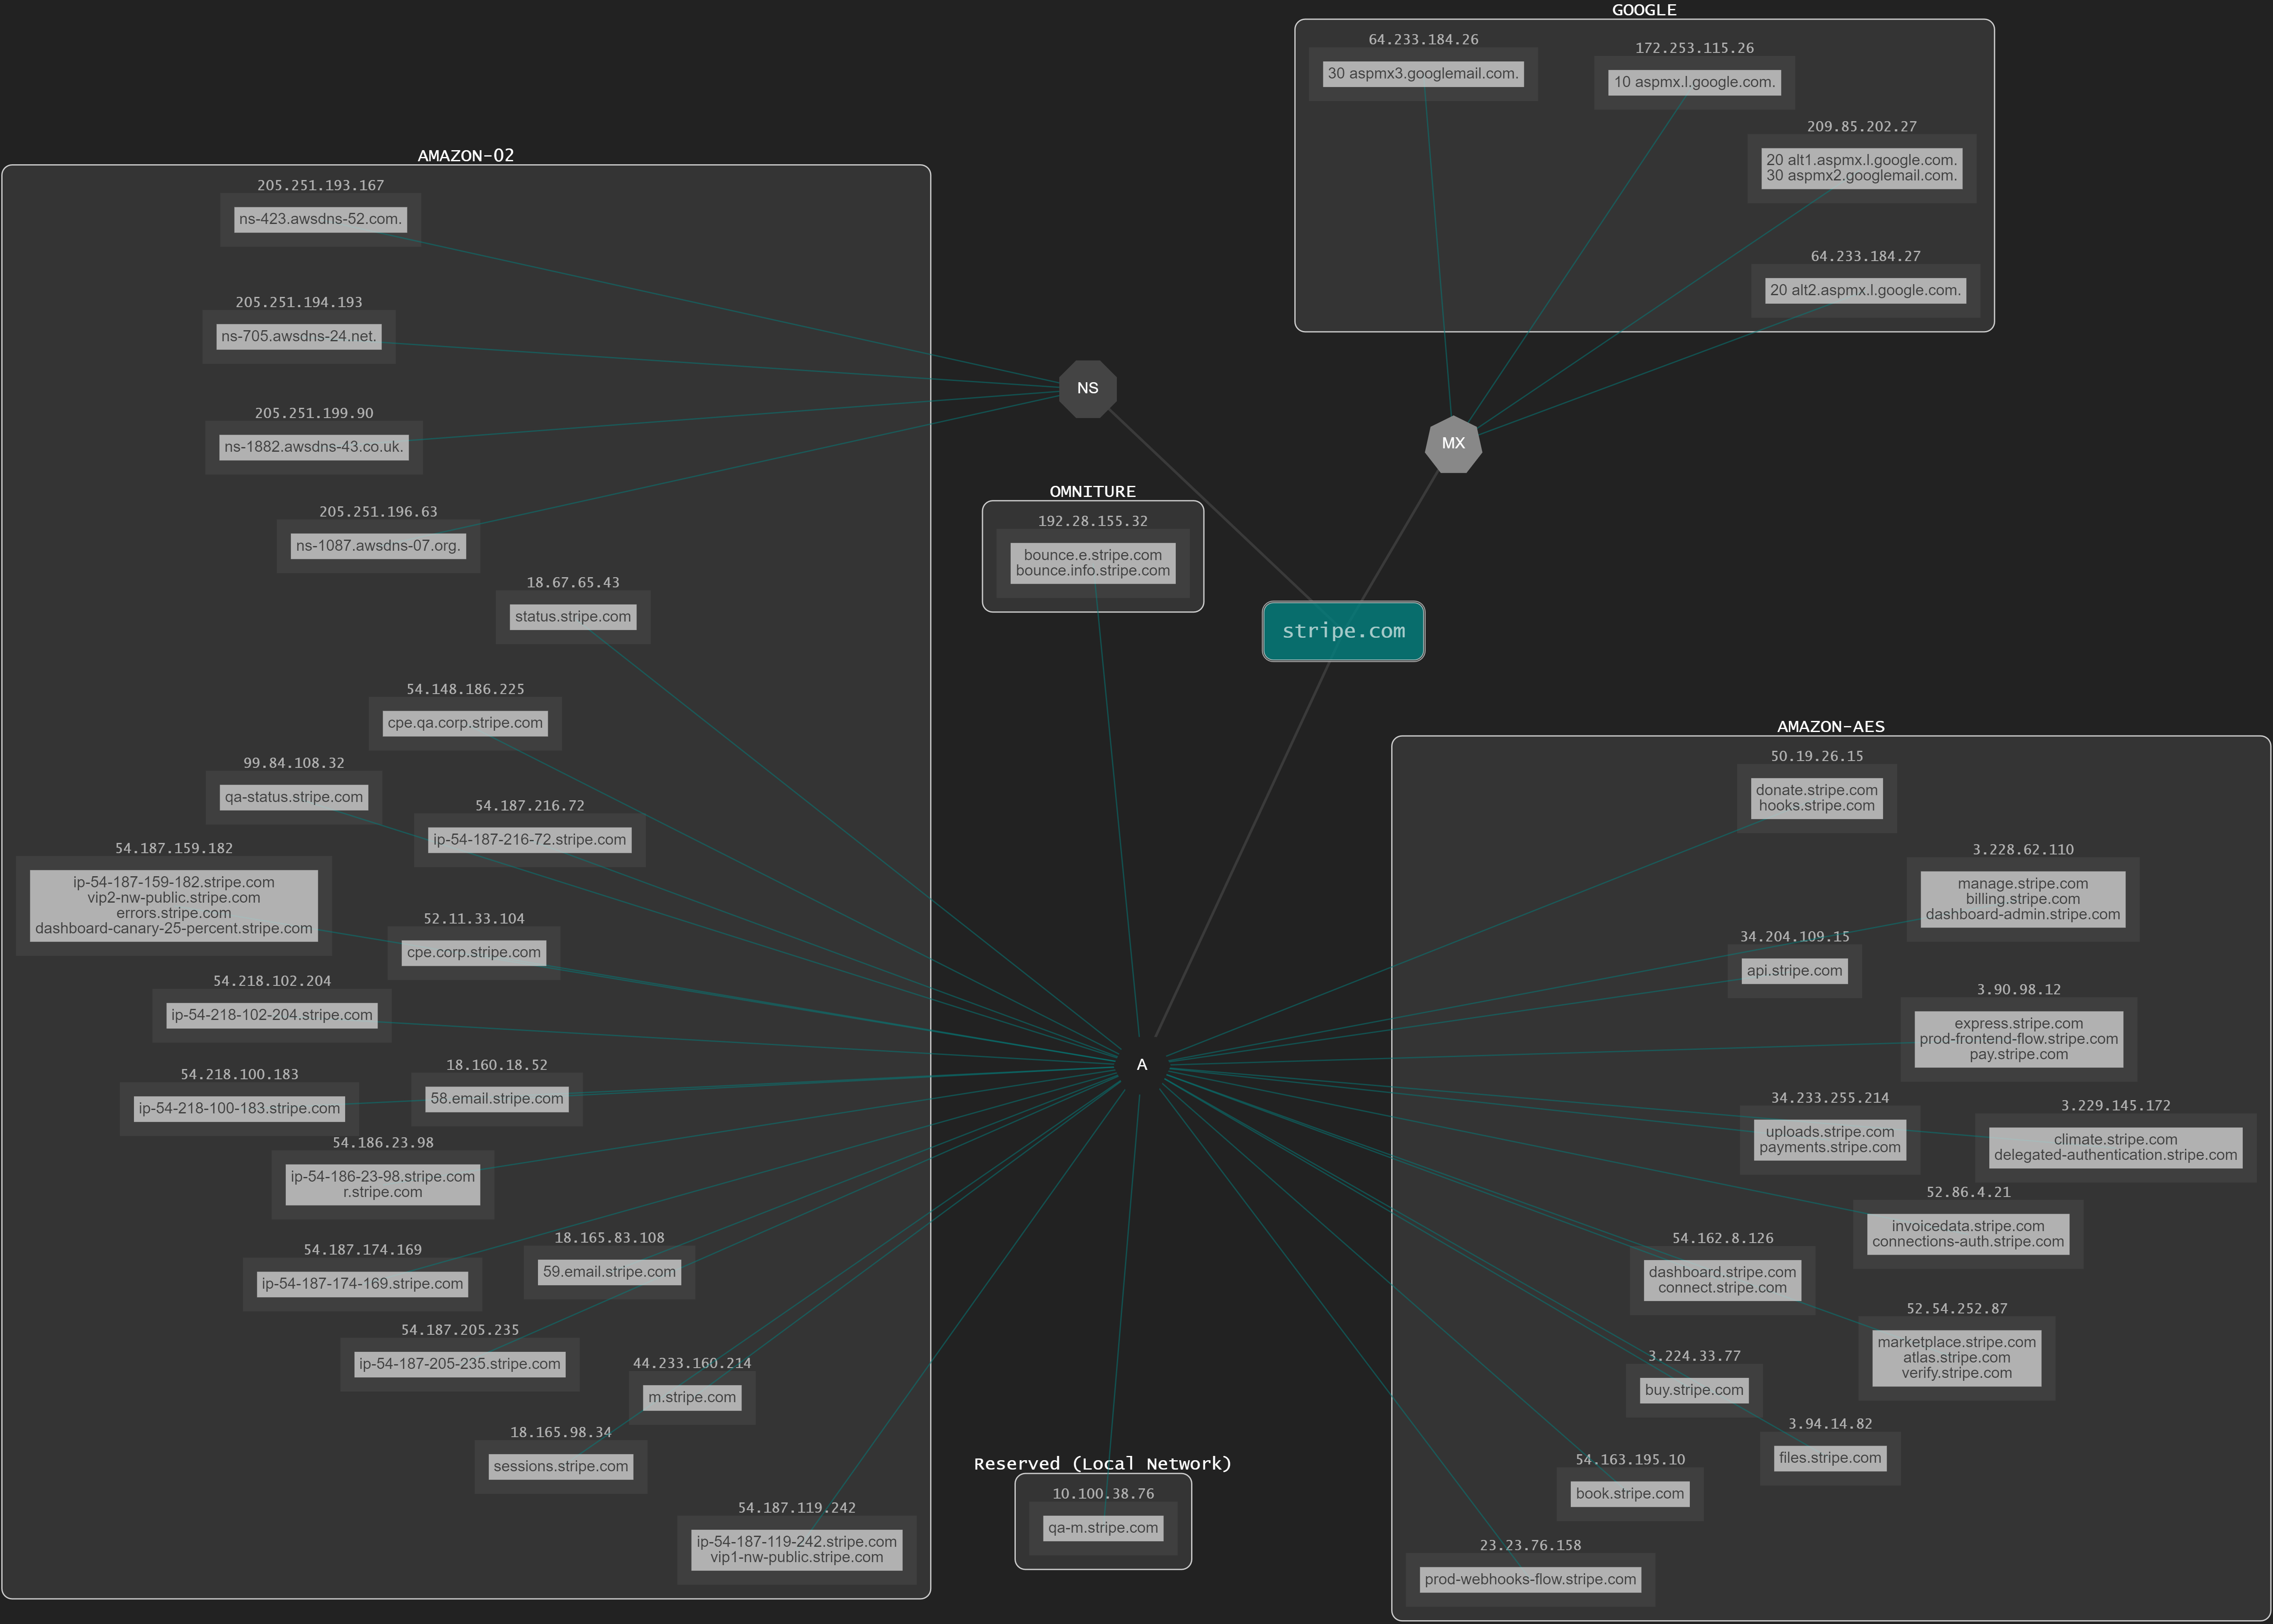 GOOGLE
64.233.184.26
30 aspmx3.googlemail.com.
172.253.115.26
10 aspmx.l.google.com.
209.85.202.27
20 alt1.aspmx.l.google.com.
30 aspmx2.googlemail.com.
64.233.184.27
20 alt2.aspmx.l.google.com.
AMAZON-02
205.251.193.167
ns-423.awsdns-52.com.
205.251.194.193
ns-705.awsdns-24.net.
205.251.199.90
ns-1882.awsdns-43.co.uk.
205.251.196.63
ns-1087.awsdns-07.org.
18.67.65.43
status.stripe.com
54.148.186.225
cpe.qa.corp.stripe.com
99.84.108.32
qa-status.stripe.com
54.187.216.72
ip-54-187-216-72.stripe.com
54.187.159.182
ip-54-187-159-182.stripe.com
vip2-nw-public.stripe.com
errors.stripe.com
dashboard-canary-25-percent.stripe.com
52.11.33.104
cpe.corp.stripe.com
54.218.102.204
ip-54-218-102-204.stripe.com
54.218.100.183
ip-54-218-100-183.stripe.com
18.160.18.52
58.email.stripe.com
54.186.23.98
ip-54-186-23-98.stripe.com
r.stripe.com
54.187.174.169
ip-54-187-174-169.stripe.com
18.165.83.108
59.email.stripe.com
54.187.205.235
ip-54-187-205-235.stripe.com
44.233.160.214
m.stripe.com
18.165.98.34
sessions.stripe.com
54.187.119.242
ip-54-187-119-242.stripe.com
vip1-nw-public.stripe.com
NS
MX
OMNITURE
192.28.155.32
bounce.e.stripe.com
bounce.info.stripe.com
stripe.com
A
Reserved (Local Network)
10.100.38.76
qa-m.stripe.com
AMAZON-AES
50.19.26.15
donate.stripe.com
hooks.stripe.com
3.228.62.110
manage.stripe.com
billing.stripe.com
dashboard-admin.stripe.com
34.204.109.15
api.stripe.com
3.90.98.12
express.stripe.com
prod-frontend-flow.stripe.com
pay.stripe.com
34.233.255.214
uploads.stripe.com
payments.stripe.com
3.229.145.172
climate.stripe.com
delegated-authentication.stripe.com
52.86.4.21
invoicedata.stripe.com
connections-auth.stripe.com
54.162.8.126
dashboard.stripe.com
connect.stripe.com
52.54.252.87
marketplace.stripe.com
atlas.stripe.com
verify.stripe.com
3.224.33.77
buy.stripe.com
3.94.14.82
files.stripe.com
54.163.195.10
book.stripe.com
23.23.76.158
prod-webhooks-flow.stripe.com